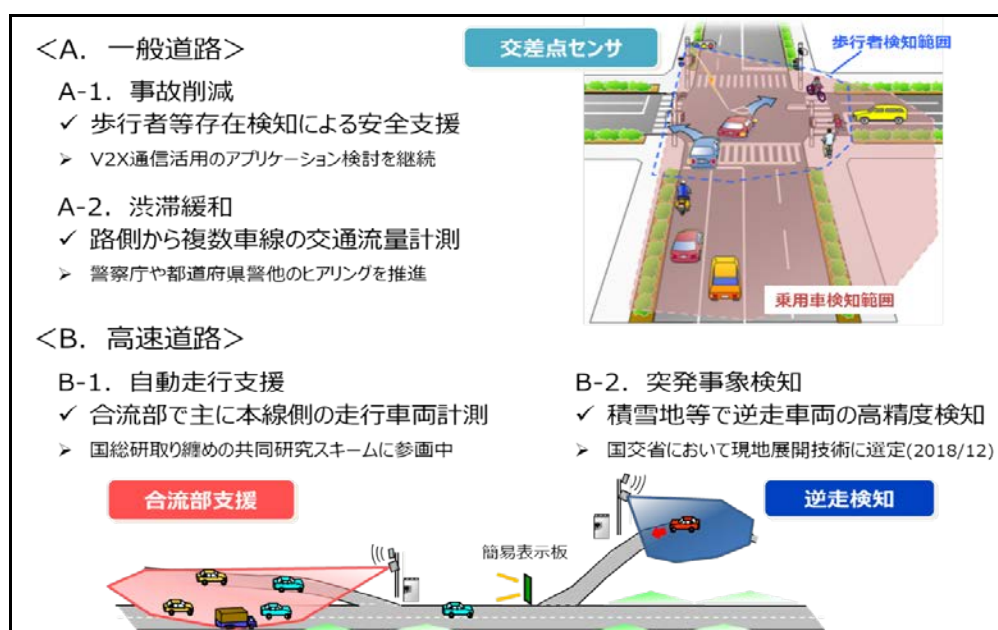 <A. 一般道路>
交差点センサ
歩行者検知範囲
A-1. 事故削減
✓ 歩行者等存在検知による安全支援
➢ V2X通信活用のアプリケーション検討を継続
A-2. 渋滞緩和
✓ 路側から複数車線の交通流量計測
➢ 警察庁や都道府県警他のヒアリングを推進
乗用車検知範囲
<B. 高速道路>
B-1. 自動走行支援
✓ 合流部で主に本線側の走行車両計測
➢ 国総研取り纏めの共同研究スキームに参画中
B-2. 突発事象検知
✓ 積雪地等で逆走車両の高精度検知
➢ 国交省において現地展開技術に選定(2018/12)
合流部支援
逆走検知
簡易表示板